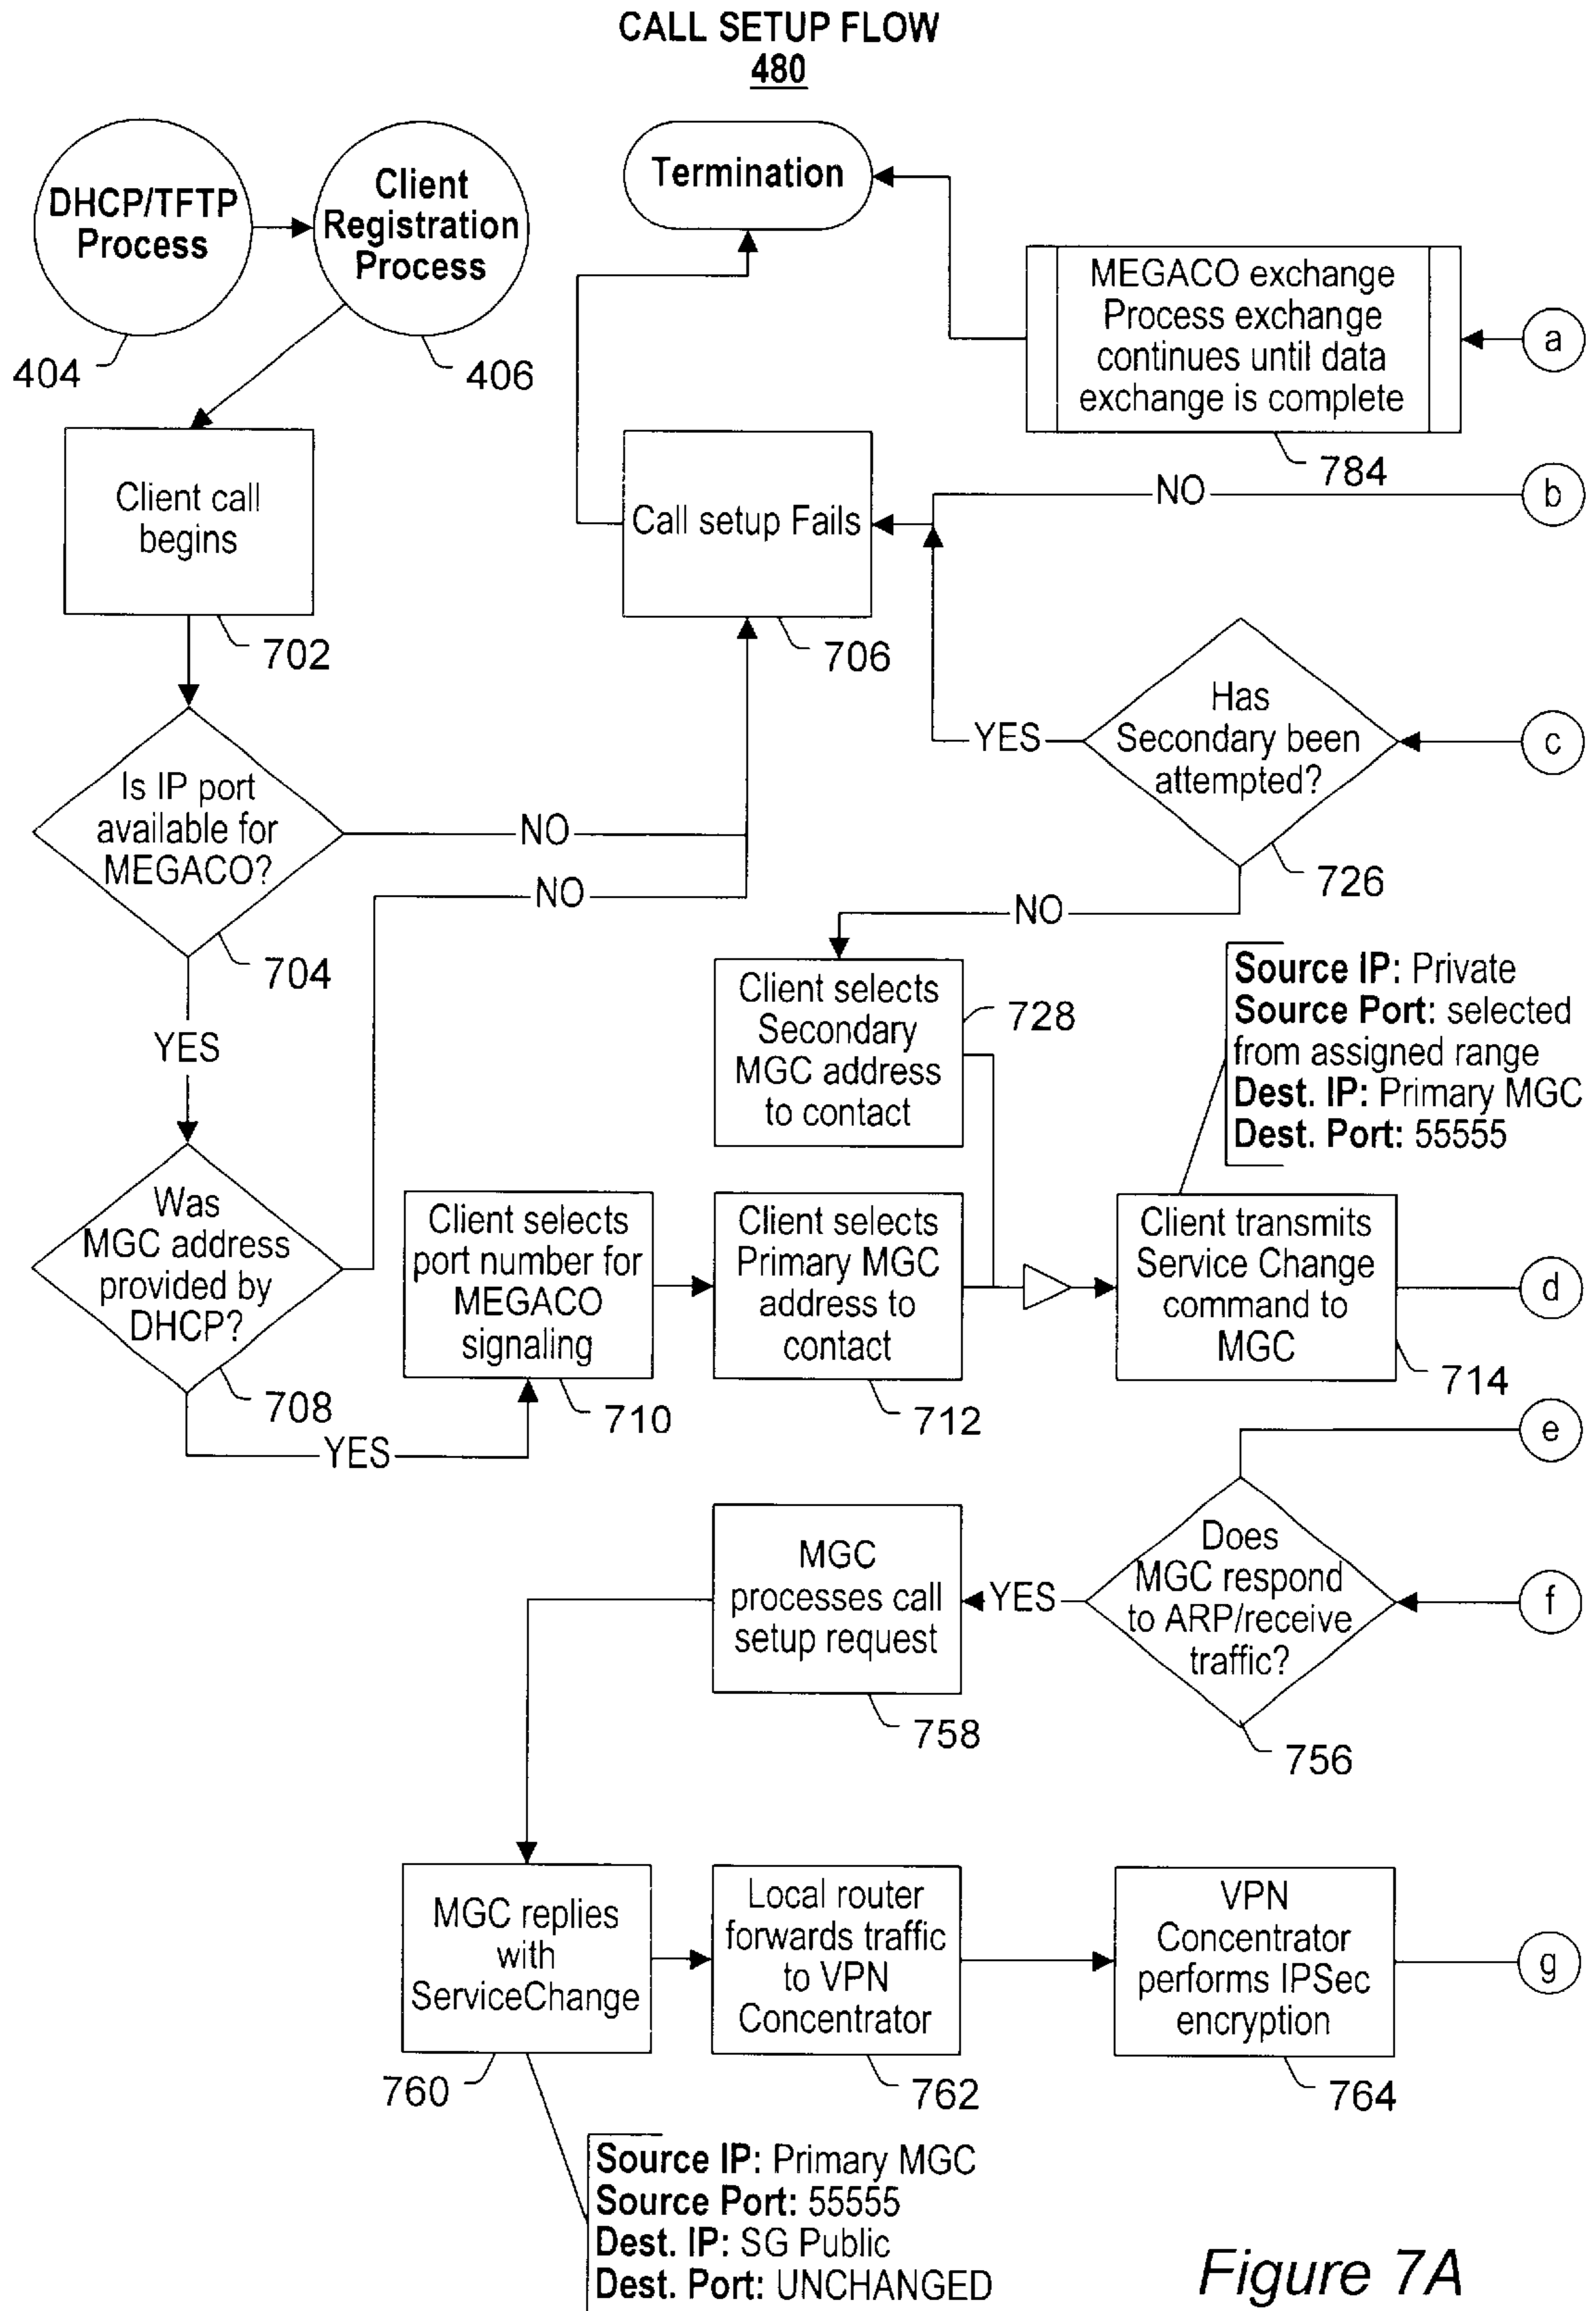 CALL SETUP FLOW
480
DHCP/TFTP
Process
404
Client
Registration
Process
406
Termination
MEGACO exchange
Process exchange
continues until data
exchange is complete
784
a
Client call
begins
702
Call setup Fails
706
NO
b
Has
Secondary been
attempted?
726
YES
c
Is IP port
available for
MEGACO?
704
NO
NO
YES
NO
Client selects
Secondary
MGC address
to contact
728
Source IP: Private
Source Port: selected
from assigned range
Dest. IP: Primary MGC
Dest. Port: 55555
Was
MGC address
provided by
DHCP?
708
YES
Client selects
port number for
MEGACO
signaling
710
Client selects
Primary MGC
address to
contact
712
Client transmits
Service Change
command to
MGC
714
d
e
Does
MGC respond
to ARP/receive
traffic?
756
f
YES
MGC
processes call
setup request
758
MGC replies
with
ServiceChange
760
Local router
forwards traffic
to VPN
Concentrator
762
VPN
Concentrator
performs IPSec
encryption
764
g
Source IP: Primary MGC
Source Port: 55555
Dest. IP: SG Public
Dest. Port: UNCHANGED
Figure 7A